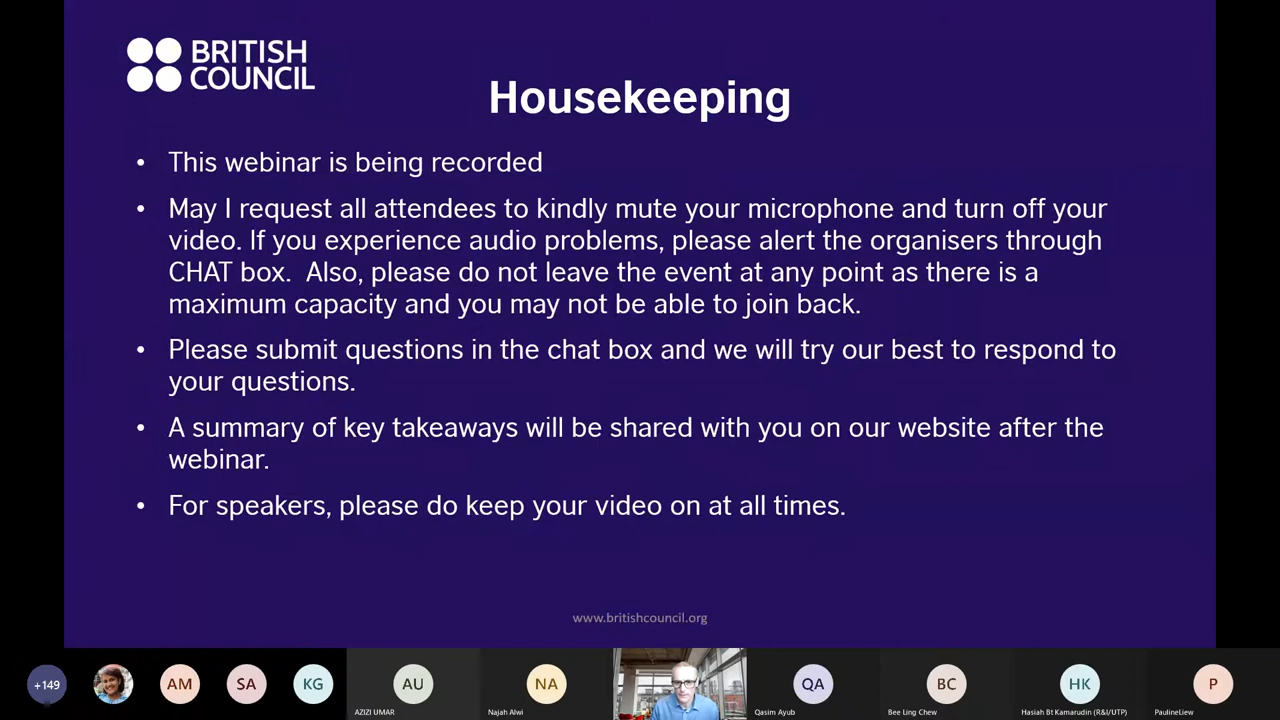 BRITISH
COUNCIL
Housekeeping
• This webinar is being recorded
• May I request all attendees to kindly mute your microphone and turn off your
video. If you experience audio problems, please alert the organisers through
CHAT box.  Also, please do not leave the event at any point as there is a
maximum capacity and you may not be able to join back.
• Please submit questions in the chat box and we will try our best to respond to
your questions.
• A summary of key takeaways will be shared with you on our website after the
webinar.
• For speakers, please do keep your video on at all times.
www.britishcouncil.org
+149 AM SA KG AU NA QA BC HK P
AZIZI UMAR Najah Alwi Qasim Ayub Bee Ling Chew Hasiah Bt Kamarudin (R&I/UTP) PaulineLiew